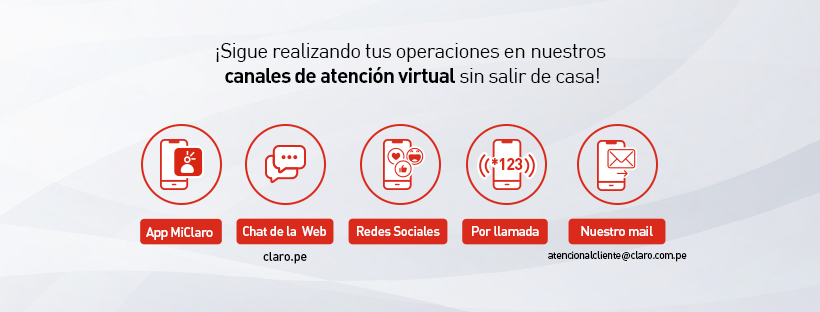 ¡Sigue realizando tus operaciones en nuestros
canales de atención virtual sin salir de casa!
*123
App MiClaro
Chat de la Web
Redes Sociales
Por llamada
Nuestro mail
claro.pe
atencionalcliente@claro.com.pe